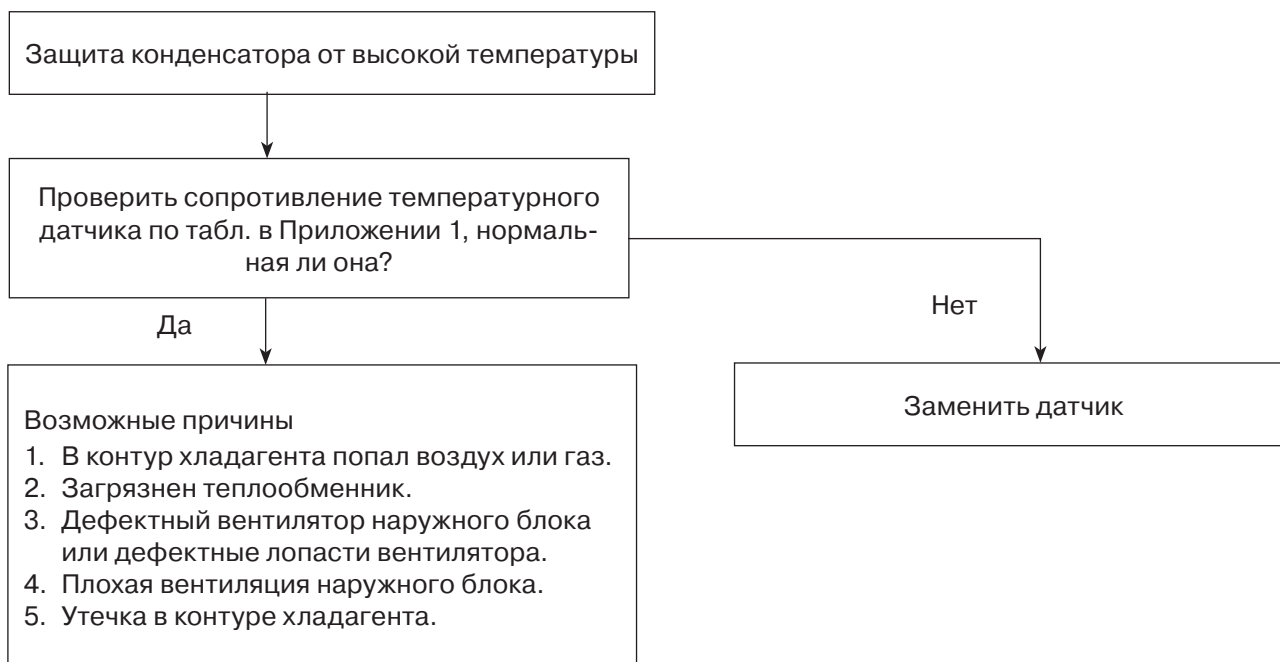 Защита конденсатора от высокой температуры
Проверить сопротивление температурного
датчика по табл. в Приложении 1, нормаль-
ная ли она?
Да
Нет
Возможные причины
1. В контур хладагента попал воздух или газ.
2. Загрязнен теплообменник.
3. Дефектный вентилятор наружного блока
или дефектные лопасти вентилятора.
4. Плохая вентиляция наружного блока.
5. Утечка в контуре хладагента.
Заменить датчик